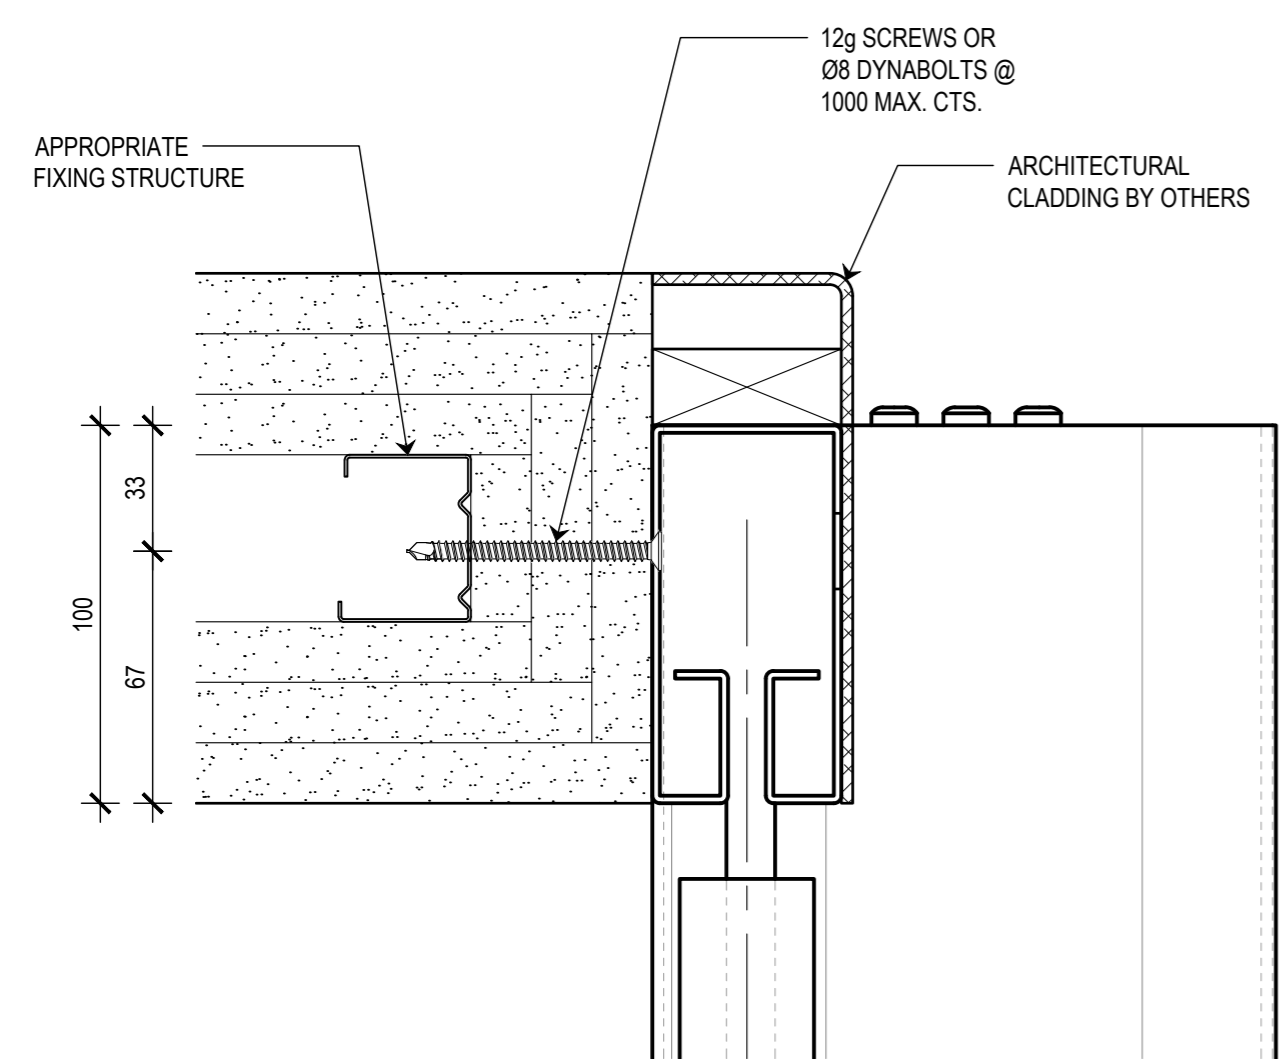 12g SCREWS OR
Ø8 DYNABOLTS @
1000 MAX. CTS.
APPROPRIATE
FIXING STRUCTURE
ARCHITECTURAL
CLADDING BY OTHERS
33
100
67